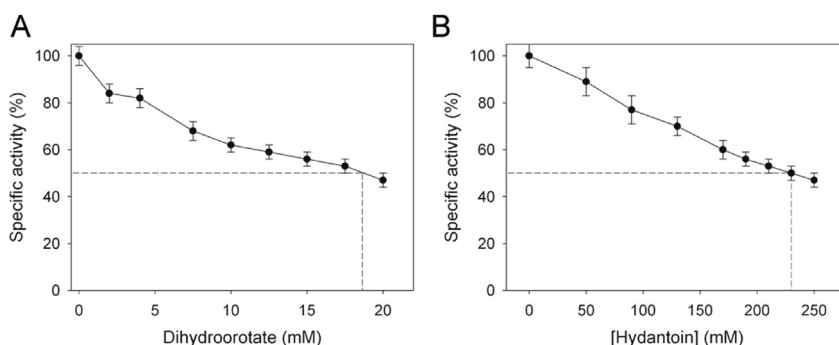 A
B
Specific activity (%)
100
80
60
40
20
0
0 5 10 15 20
Dihydroorotate (mM)
Specific activity (%)
100
80
60
40
20
0
0 50 100 150 200 250
[Hydantoin] (mM)